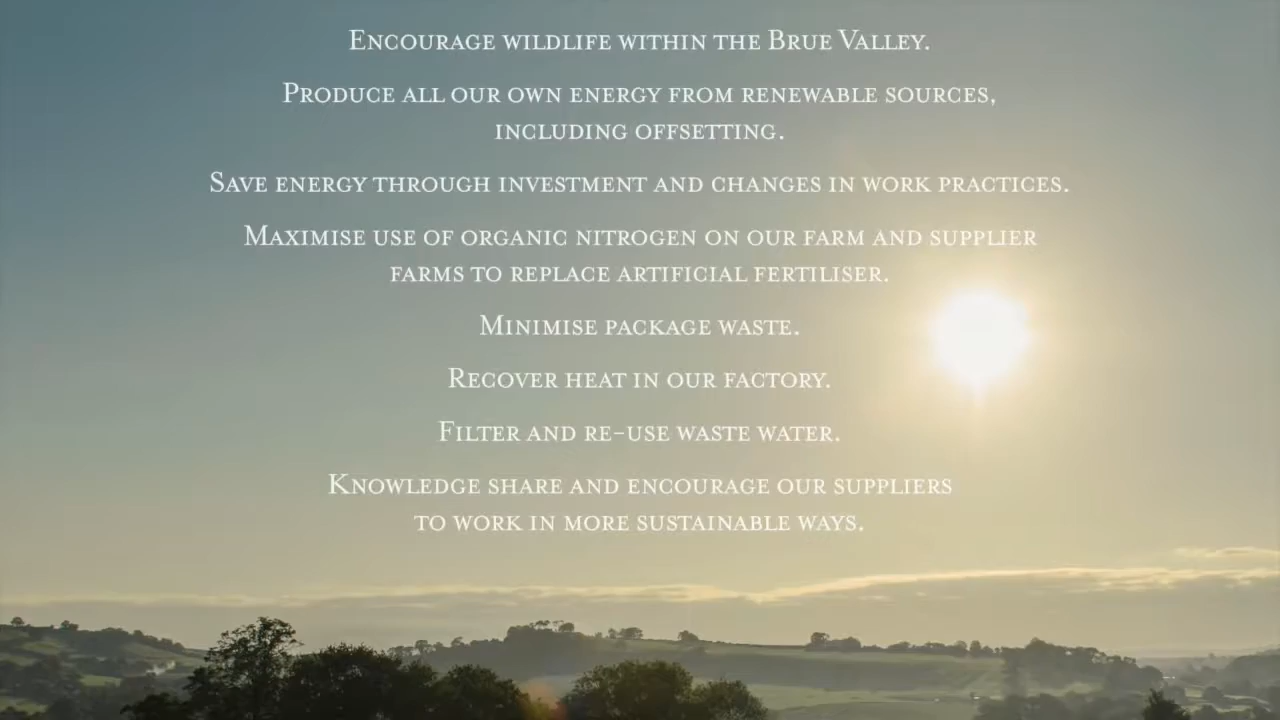 Encourage wildlife within the Brue Valley.
Produce all our own energy from renewable sources,
including offsetting.
Save energy through investment and changes in work practices.
Maximise use of organic nitrogen on our farm and supplier
farms to replace artificial fertiliser.
Minimise package waste.
Recover heat in our factory.
Filter and re-use waste water.
Knowledge share and encourage our suppliers
to work in more sustainable ways.